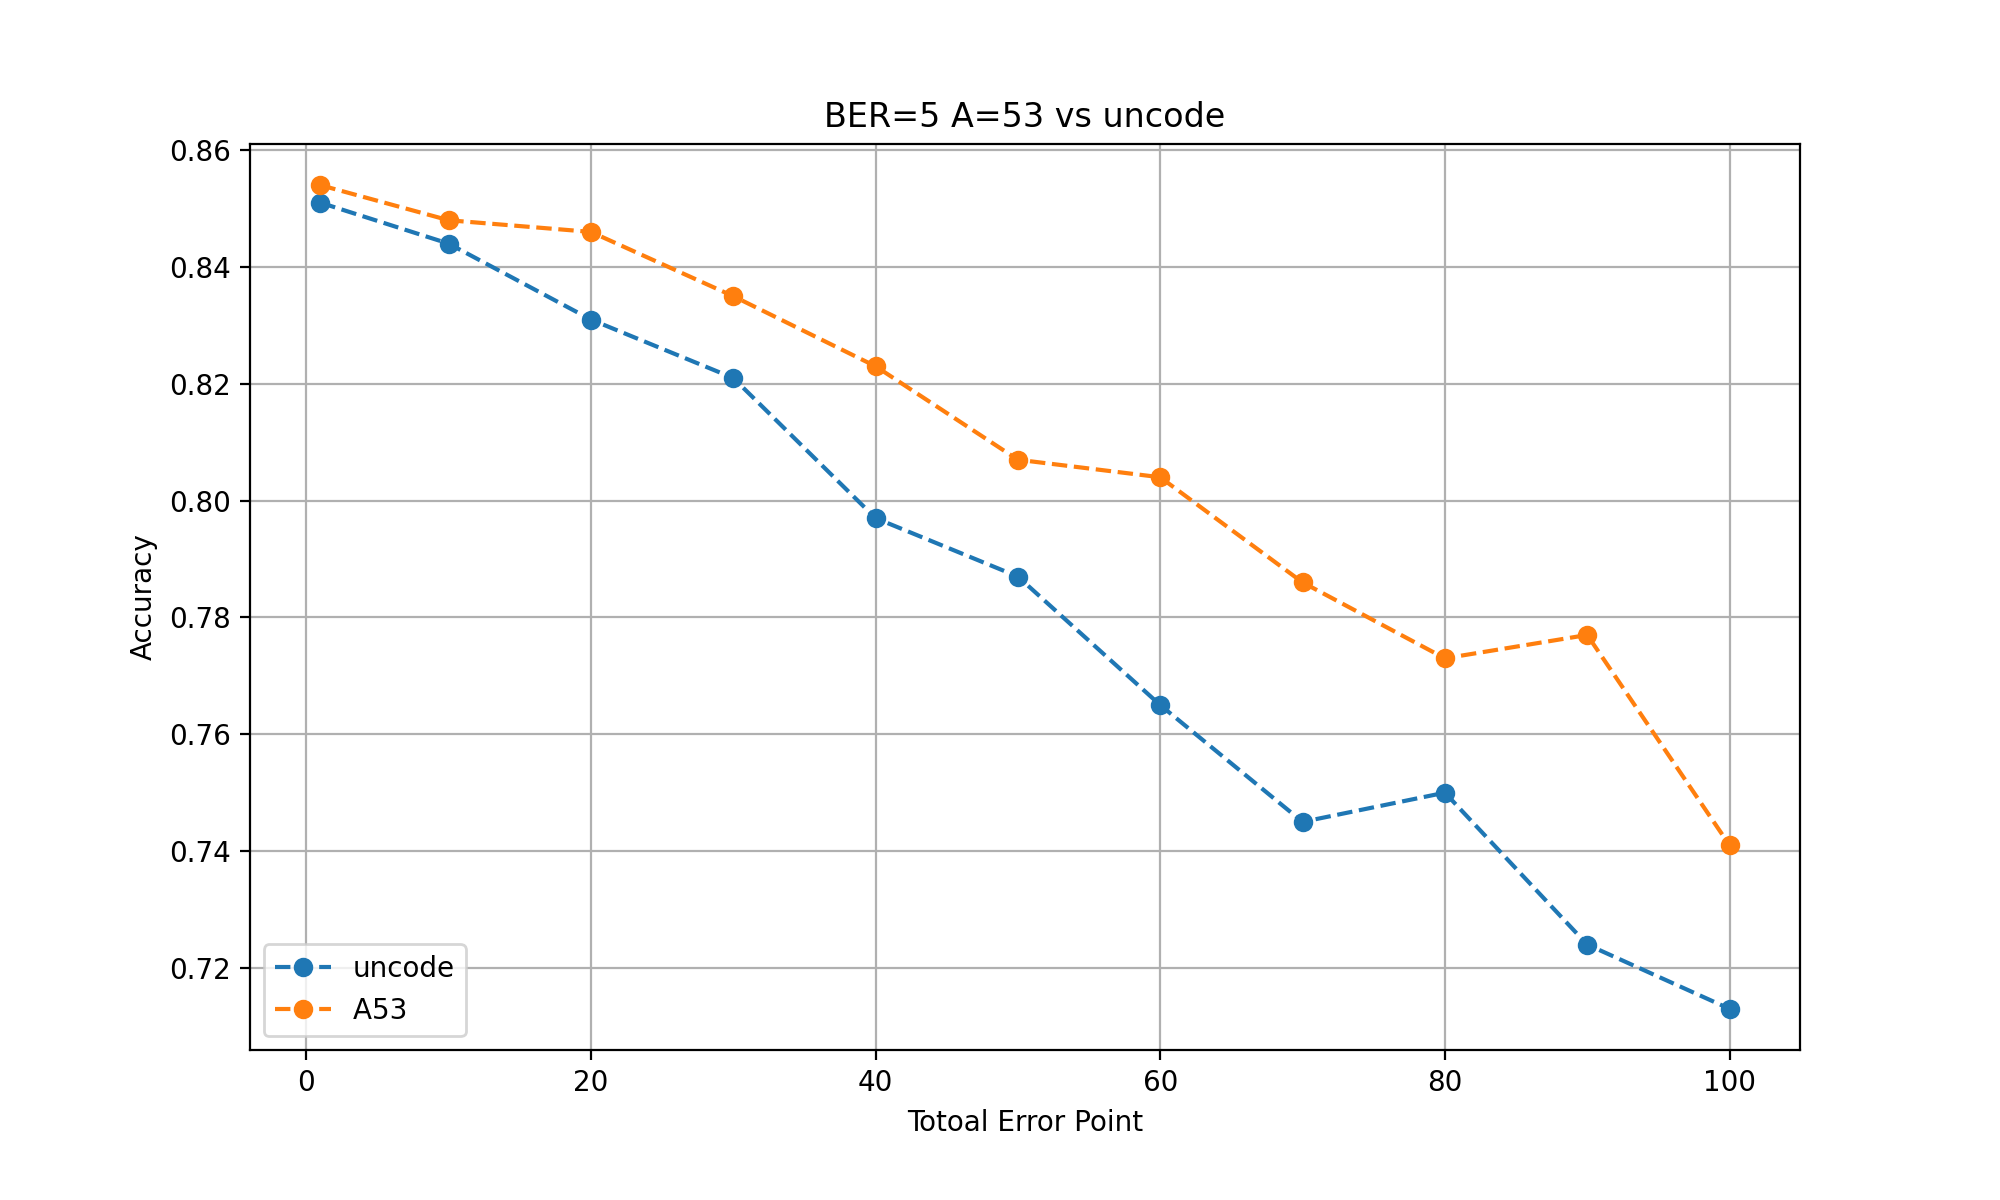 BER=5 A=53 vs uncode
0.86
0.84
0.82
0.80
0.78
0.76
0.74
0.72
Accuracy
uncode
A53
0 20 40 60 80 100
Totoal Error Point